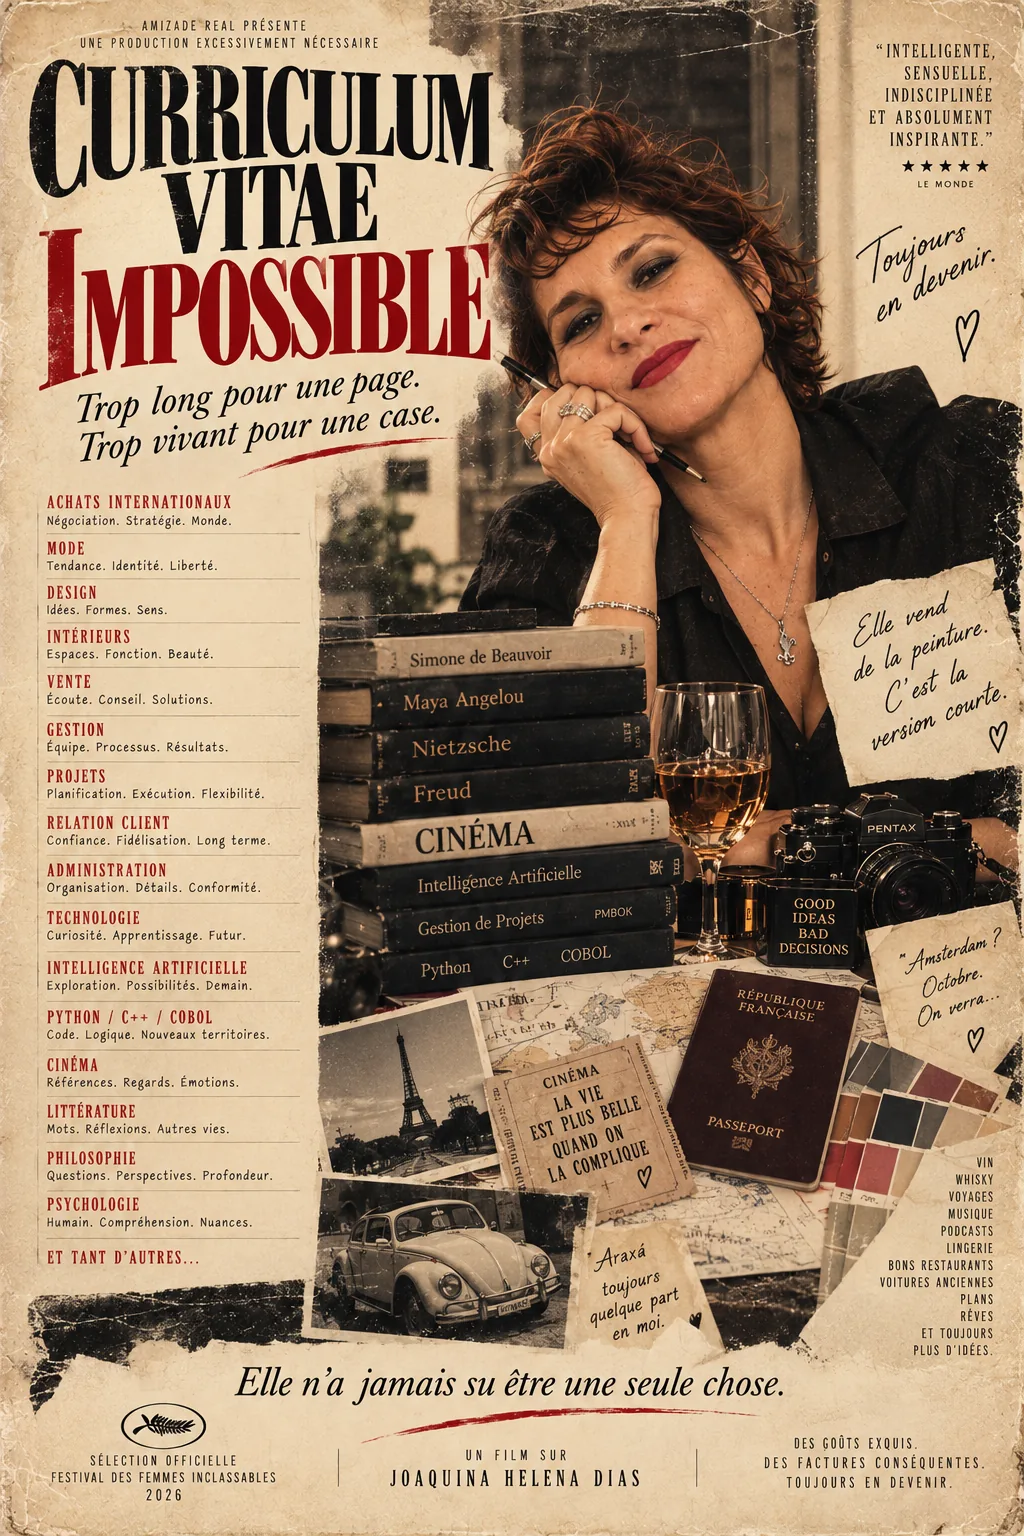 AMIZADE REAL PRÉSENTE
UNE PRODUCTION EXCESSIVEMENT NÉCESSAIRE
CURRICULUM
VITAE
IMPOSSIBLE
Trop long pour une page.
Trop vivant pour une case.
“INTELLIGENTE,
SENSUELLE,
INDISCIPLINÉE
ET ABSOLUMENT
INSPIRANTE.”
★★★★★
LE MONDE
Toujours
en devenir.
ACHATS INTERNATIONAUX
Négociation. Stratégie. Monde.
MODE
Tendance. Identité. Liberté.
DESIGN
Idées. Formes. Sens.
INTÉRIEURS
Espaces. Fonction. Beauté.
VENTE
Écoute. Conseil. Solutions.
GESTION
Équipe. Processus. Résultats.
PROJETS
Planification. Exécution. Flexibilité.
RELATION CLIENT
Confiance. Fidélisation. Long terme.
ADMINISTRATION
Organisation. Détails. Conformité.
TECHNOLOGIE
Curiosité. Apprentissage. Futur.
INTELLIGENCE ARTIFICIELLE
Exploration. Possibilités. Demain.
PYTHON / C++ / COBOL
Code. Logique. Nouveaux territoires.
CINÉMA
Références. Regards. Émotions.
LITTÉRATURE
Mots. Réflexions. Autres vies.
PHILOSOPHIE
Questions. Perspectives. Profondeur.
PSYCHOLOGIE
Humain. Compréhension. Nuances.
ET TANT D'AUTRES...
Elle vend
de la peinture.
C'est la
version courte.
Simone de Beauvoir
Maya Angelou
Nietzsche
Freud
CINÉMA
Intelligence Artificielle
Gestion de Projets PMBOK
Python C++ COBOL
PENTAX
GOOD
IDEAS
BAD
DECISIONS
"Amsterdam ?
Octobre.
On verra...
RÉPUBLIQUE
FRANÇAISE
PASSEPORT
CINÉMA
LA VIE
EST PLUS BELLE
QUAND ON
LA COMPLIQUE
Araxá
toujours
quelque part
en moi.
VIN
WHISKY
VOYAGES
MUSIQUE
PODCASTS
LINGERIE
BONS RESTAURANTS
VOITURES ANCIENNES
PLANS
RÊVES
ET TOUJOURS
PLUS D'IDÉES.
Elle n'a jamais su être une seule chose.
SÉLECTION OFFICIELLE
FESTIVAL DES FEMMES INCLASSABLES
2026
UN FILM SUR
JOAQUINA HELENA DIAS
DES GOÛTS EXQUIS.
DES FACTURES CONSÉQUENTES.
TOUJOURS EN DEVENIR.